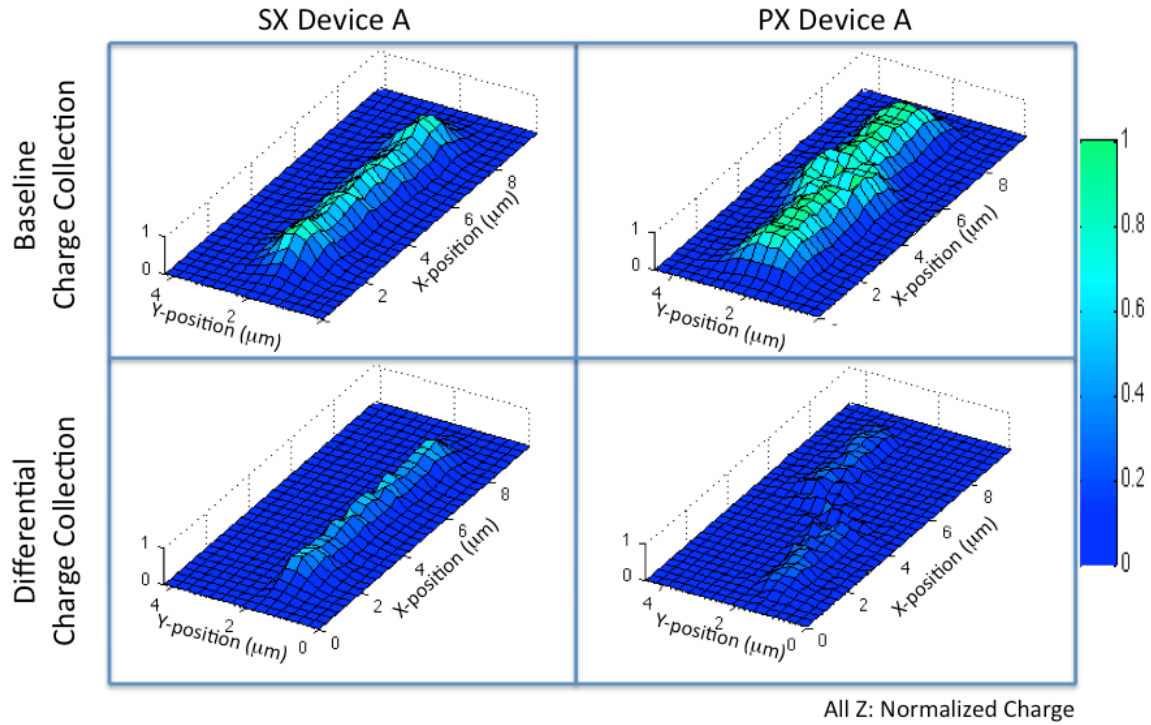 SX Device A
PX Device A
Baseline
Charge Collection
1
0
4
2
Y-position (μm)
2
4
6
8
X-position (μm)
1
0
4
2
Y-position (μm)
2
4
6
8
X-position (μm)
1
0.8
0.6
0.4
0.2
0
Differential
Charge Collection
1
0
4
2
0
Y-position (μm)
0
2
4
6
8
X-position (μm)
1
0
4
2
0
Y-position (μm)
0
2
4
6
8
X-position (μm)
All Z: Normalized Charge